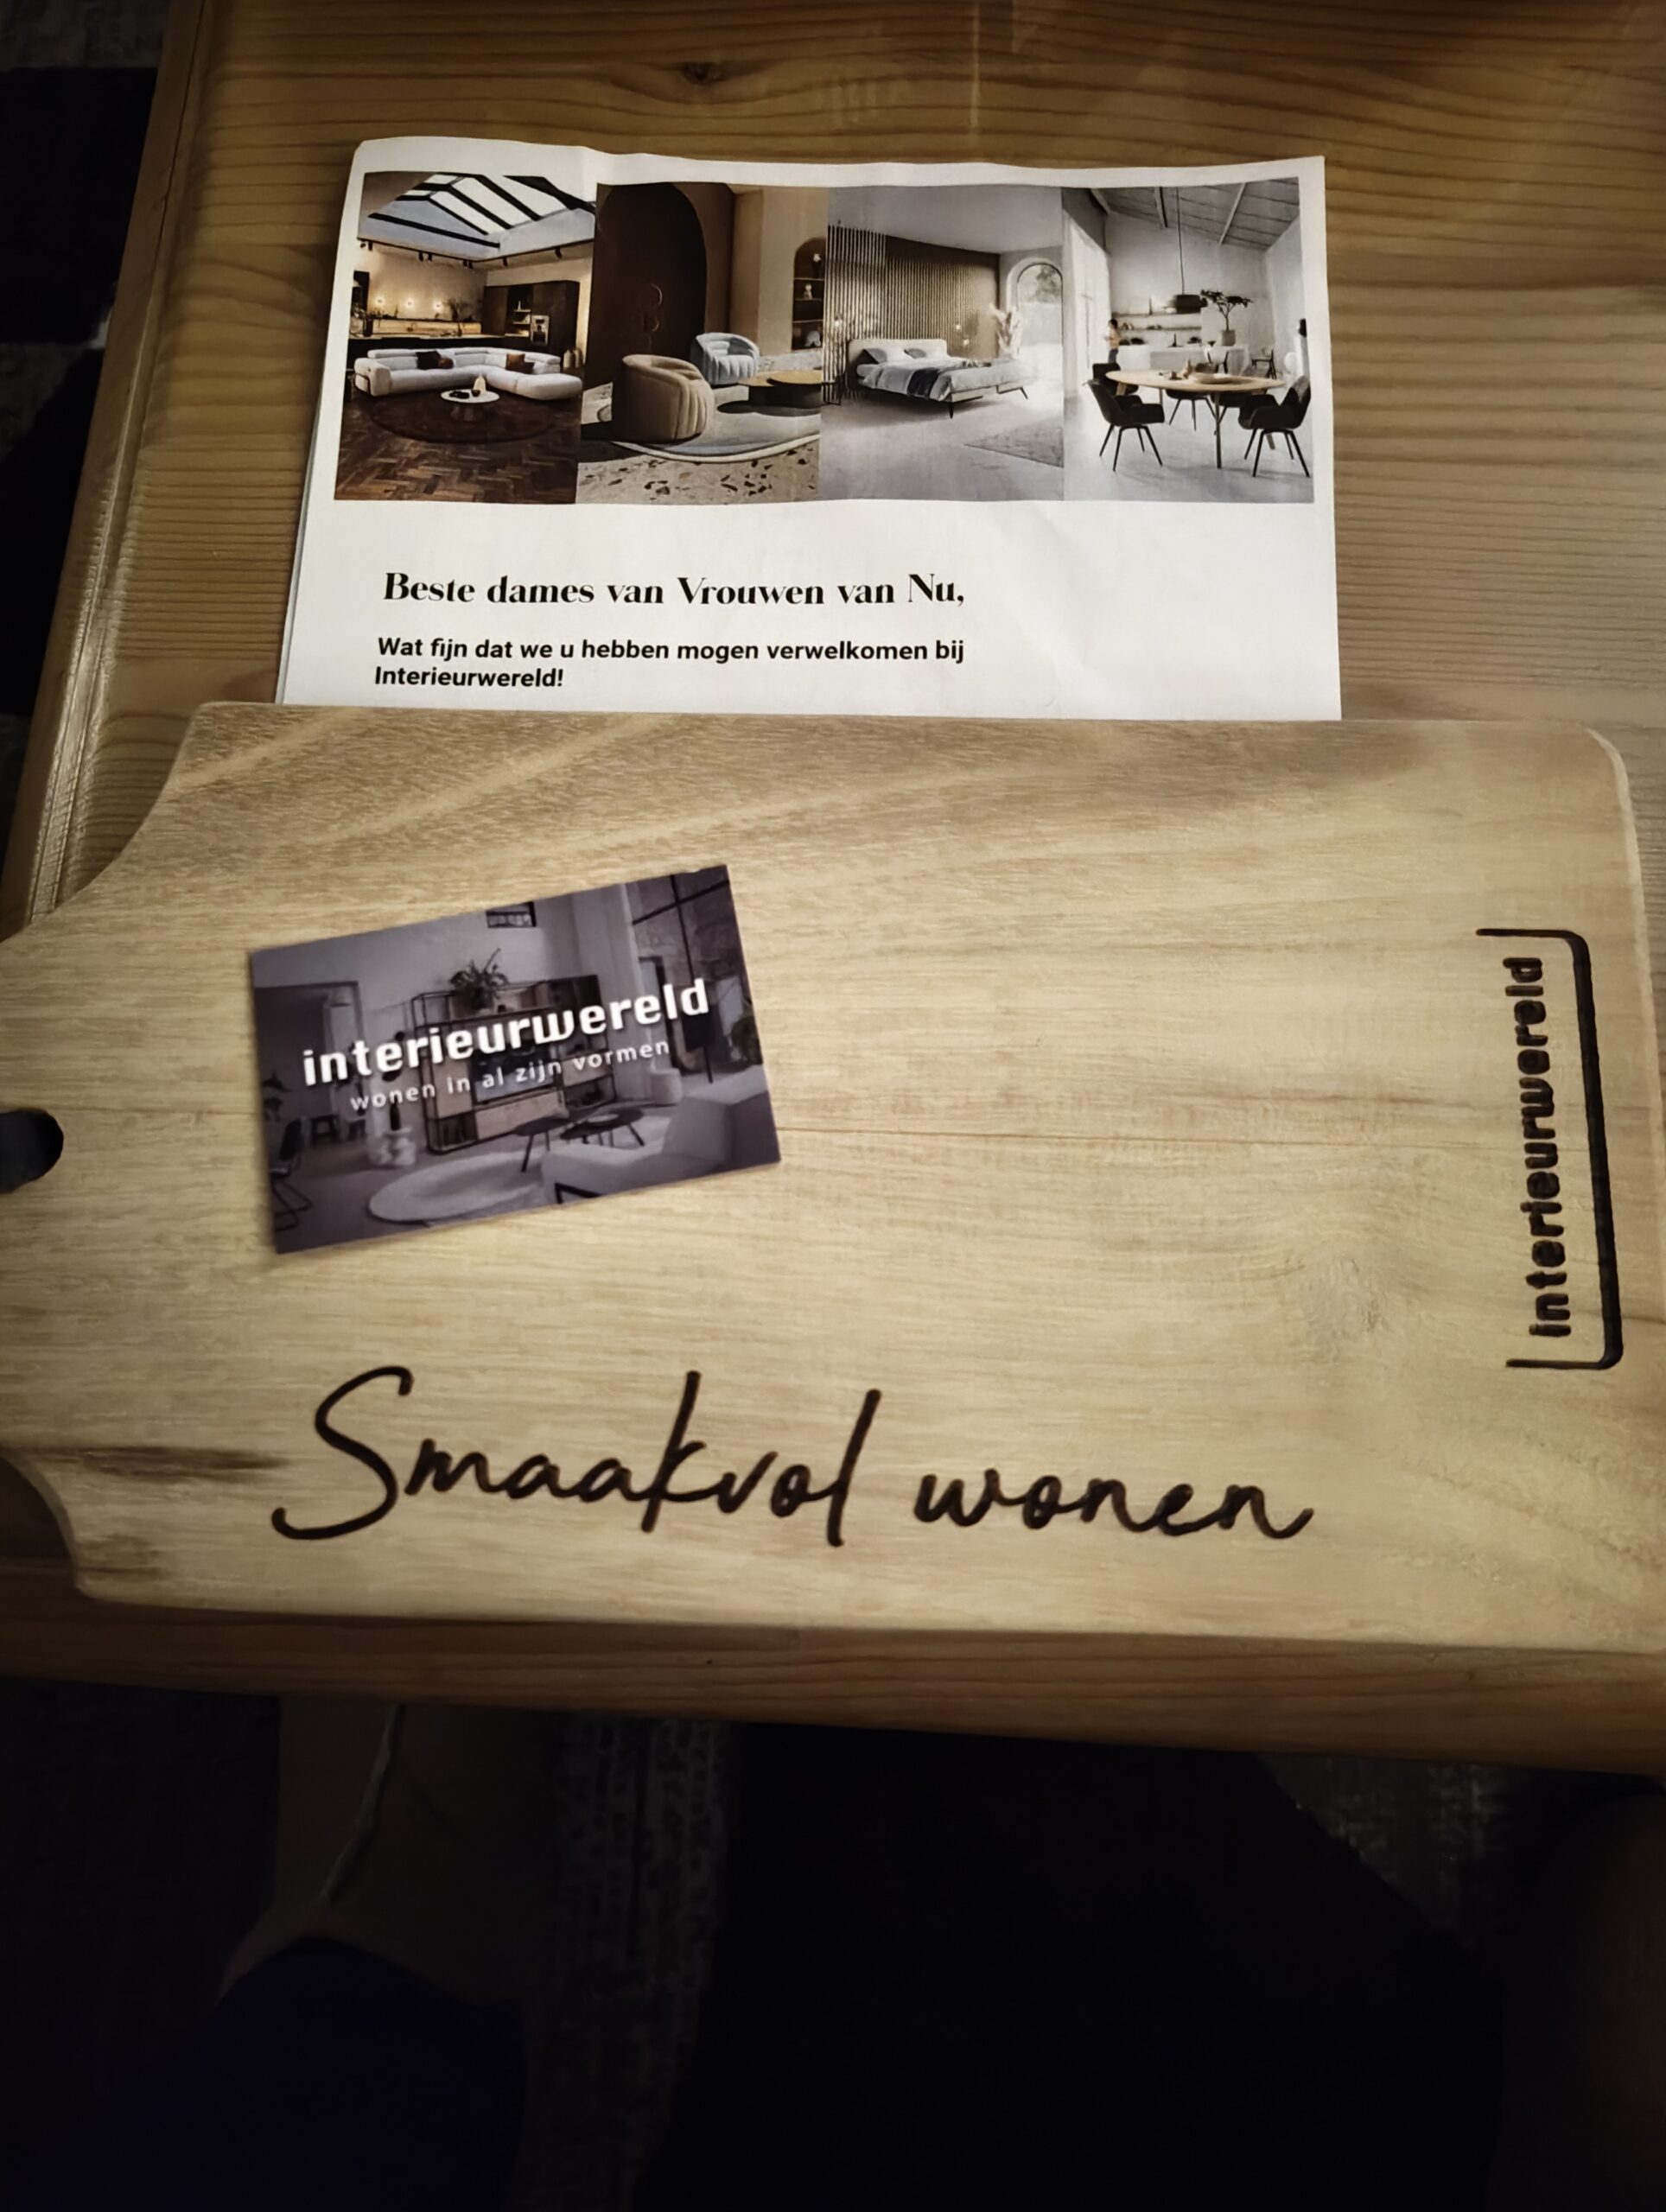 Beste dames van Vrouwen van Nu,
Wat fijn dat we u hebben mogen verwelkomen bij
Interieurwereld!
interieurwereld
wonen in al zijn vormen
interieurwereld
Smaakvol wonen